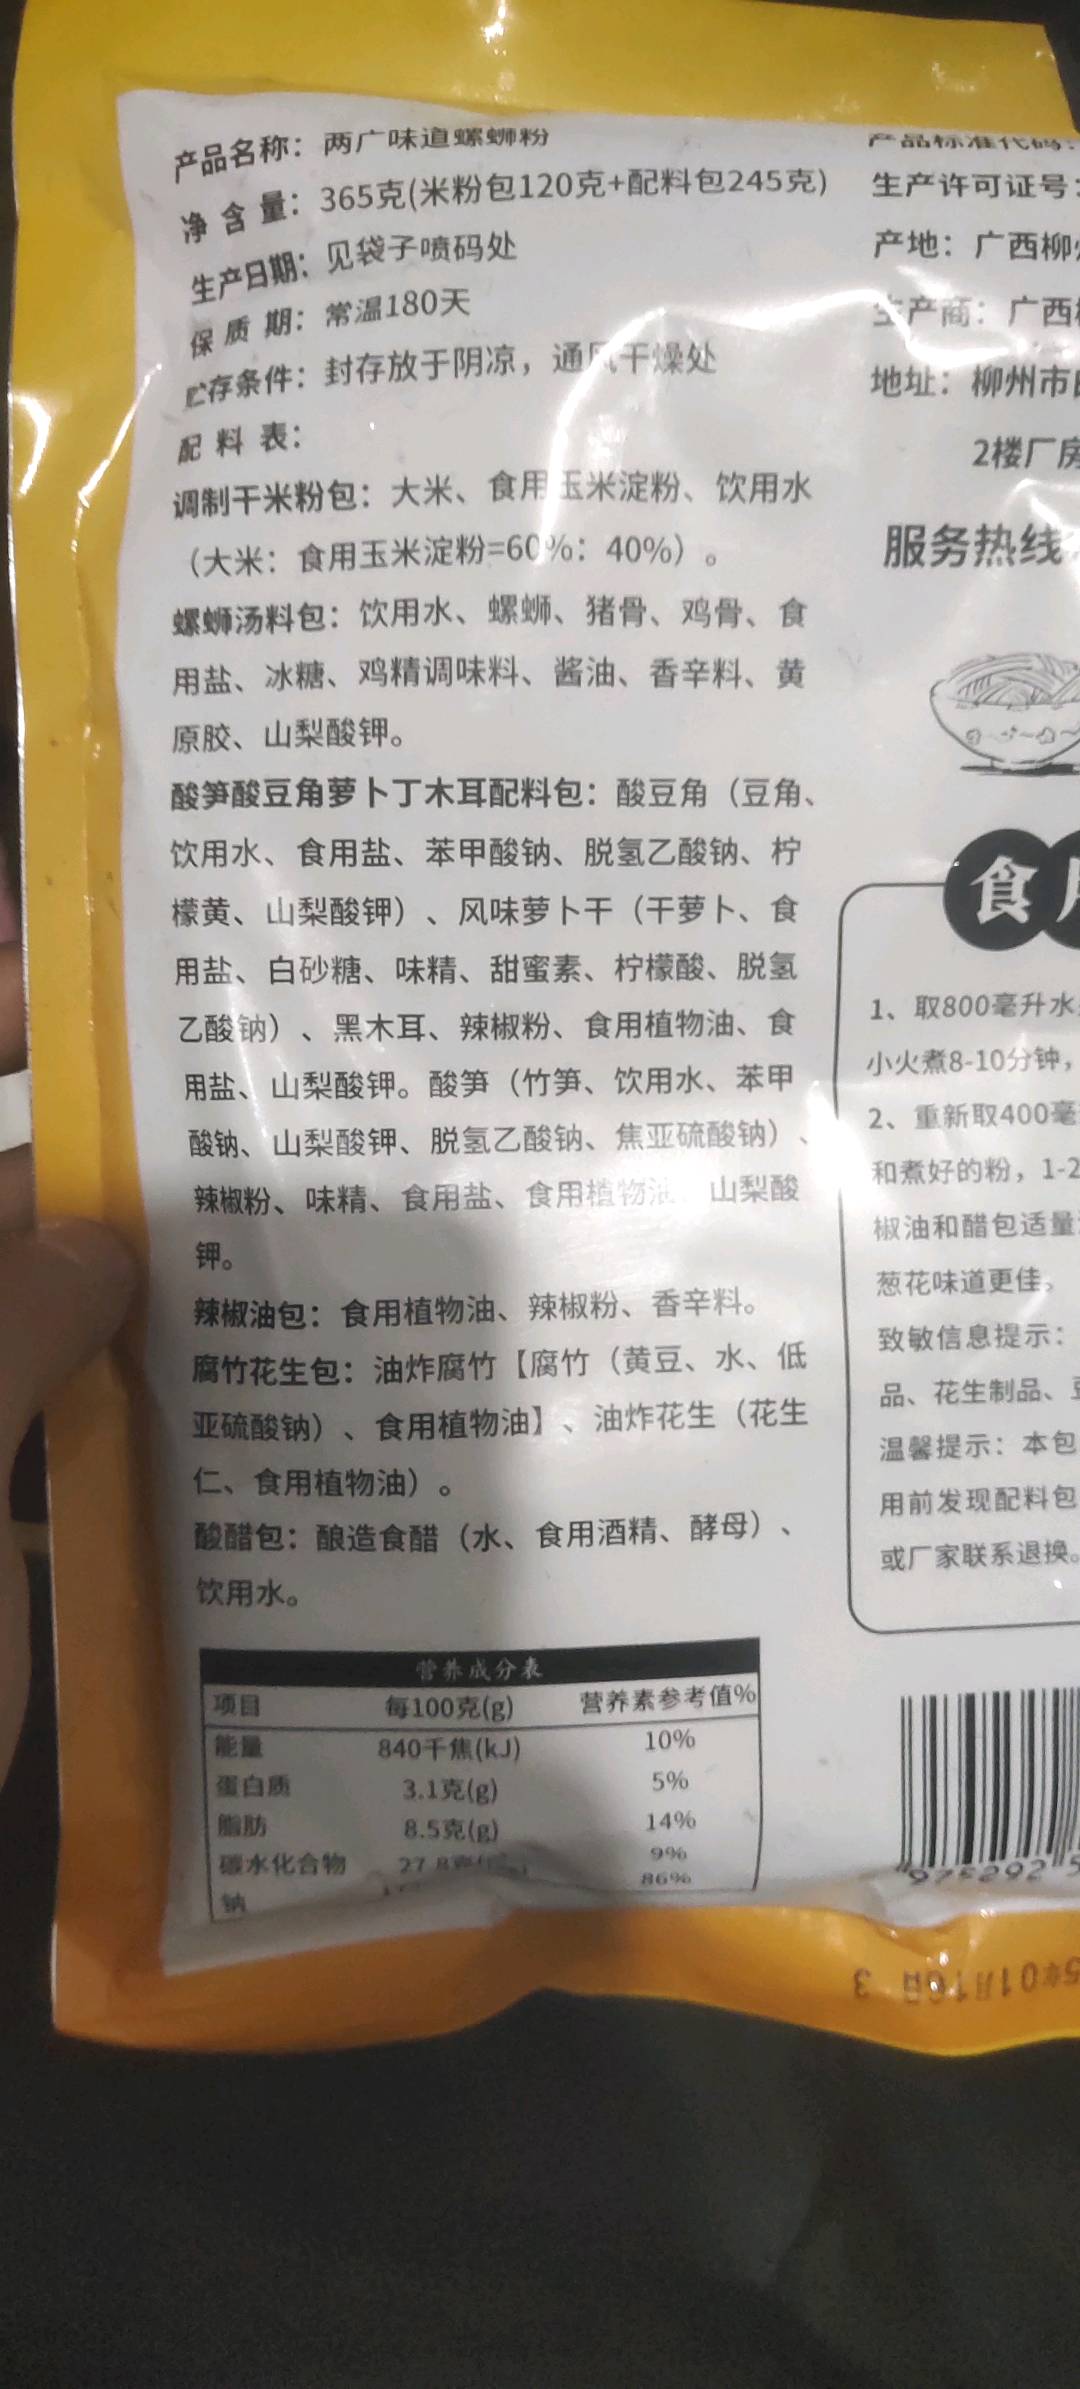 产品名称：两广味道螺蛳粉
净 含 量：365克(米粉包120克+配料包245克)
生产日期：见袋子喷码处
保 质 期：常温180天
贮存条件：封存放于阴凉，通风干燥处
配 料 表：
调制干米粉包：大米、食用玉米淀粉、饮用水
（大米：食用玉米淀粉=60%：40%）。
螺蛳汤料包：饮用水、螺蛳、猪骨、鸡骨、食
用盐、冰糖、鸡精调味料、酱油、香辛料、黄
原胶、山梨酸钾。
酸笋酸豆角萝卜丁木耳配料包：酸豆角（豆角、
饮用水、食用盐、苯甲酸钠、脱氢乙酸钠、柠
檬黄、山梨酸钾）、风味萝卜干（干萝卜、食
用盐、白砂糖、味精、甜蜜素、柠檬酸、脱氢
乙酸钠）、黑木耳、辣椒粉、食用植物油、食
用盐、山梨酸钾。酸笋（竹笋、饮用水、苯甲
酸钠、山梨酸钾、脱氢乙酸钠、焦亚硫酸钠）、
辣椒粉、味精、食用盐、食用植物油、山梨酸
钾。
辣椒油包：食用植物油、辣椒粉、香辛料。
腐竹花生包：油炸腐竹【腐竹（黄豆、水、低
亚硫酸钠）、食用植物油】、油炸花生（花生
仁、食用植物油）。
酸醋包：酿造食醋（水、食用酒精、酵母）、
饮用水。
营养成分表
项目 每100克(g) 营养素参考值%
能量 840千焦(kJ) 10%
蛋白质 3.1克(g) 5%
脂肪 8.5克(g) 14%
碳水化合物 27.8克 9%
钠 86%
产品标准代码：
生产许可证号：
产地：广西柳
生产商：广西
地址：柳州市
2楼厂房
服务热线
食
1、取800毫升水
小火煮8-10分钟，
2、重新取400毫
和煮好的粉，1-2
椒油和醋包适量
葱花味道更佳。
致敏信息提示：
品、花生制品、
温馨提示：本包
用前发现配料包
或厂家联系退换。
975292
01月16日 3